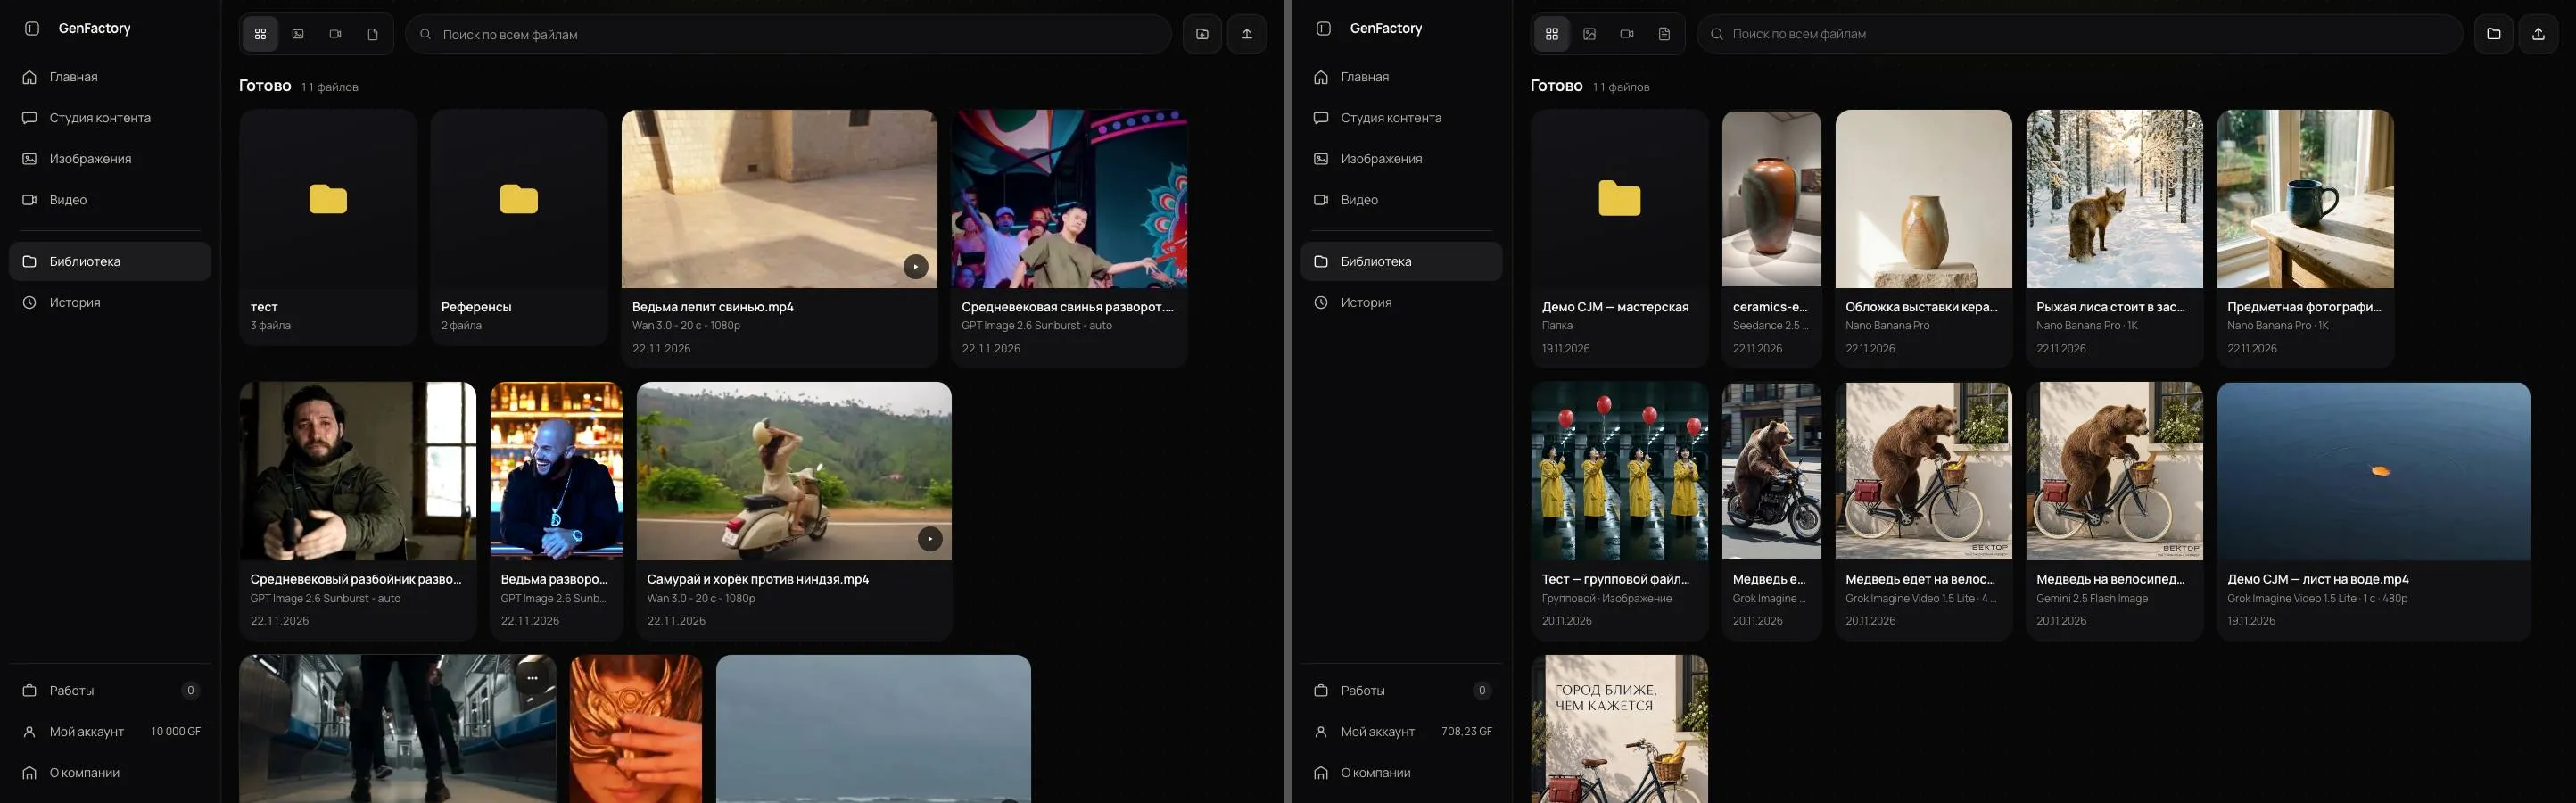 GenFactory
Главная
Студия контента
Изображения
Видео
Библиотека
История
Работы 0
Мой аккаунт 10 000 GF
О компании
Поиск по всем файлам
Готово 11 файлов
тест
3 файла
Референсы
2 файла
Ведьма лепит свинью.mp4
Wan 3.0 - 20 с - 1080p
22.11.2026
Средневековая свинья разворот....
GPT Image 2.6 Sunburst - auto
22.11.2026
Средневековый разбойник разво...
GPT Image 2.6 Sunburst - auto
22.11.2026
Ведьма разворо...
GPT Image 2.6 Sunb...
22.11.2026
Самурай и хорёк против ниндзя.mp4
Wan 3.0 - 20 с - 1080p
22.11.2026
GenFactory
Главная
Студия контента
Изображения
Видео
Библиотека
История
Работы 0
Мой аккаунт 708,23 GF
О компании
Поиск по всем файлам
Готово 11 файлов
Демо CJM — мастерская
Папка
19.11.2026
ceramics-e...
Seedance 2.5 ...
22.11.2026
Обложка выставки кера...
Nano Banana Pro
22.11.2026
Рыжая лиса стоит в зас...
Nano Banana Pro · 1K
22.11.2026
Предметная фотографи...
Nano Banana Pro · 1K
22.11.2026
Тест — групповой файл...
Групповой · Изображение
20.11.2026
Медведь е...
Grok Imagine ...
20.11.2026
ВЕКТОР
Медведь едет на велос...
Grok Imagine Video 1.5 Lite · 4 ...
20.11.2026
ВЕКТОР
Медведь на велосипед...
Gemini 2.5 Flash Image
20.11.2026
Демо CJM — лист на воде.mp4
Grok Imagine Video 1.5 Lite · 1 с · 480p
19.11.2026
ГОРОД БЛИЖЕ,
ЧЕМ КАЖЕТСЯ